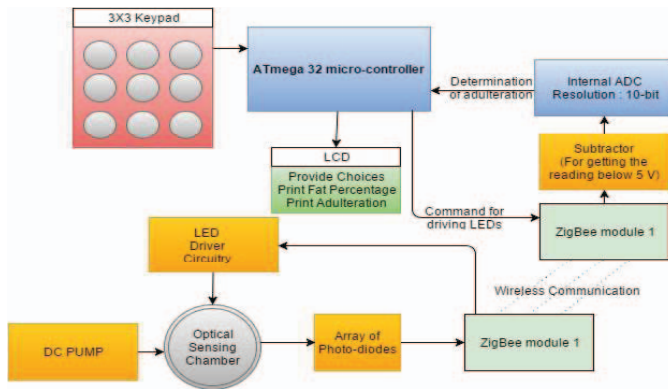 3X3 Keypad
ATmega 32 micro-controller
Determination
of adulteration
Internal ADC
Resolution : 10-bit
LCD
Provide Choices
Print Fat Percentage
Print Adulteration
Subtractor
(For getting the
reading below 5 V)
Command for
driving LEDs
ZigBee module 1
LED
Driver
Circuitry
Wireless Communication
DC PUMP
Optical
Sensing
Chamber
Array of
Photo-diodes
ZigBee module 1